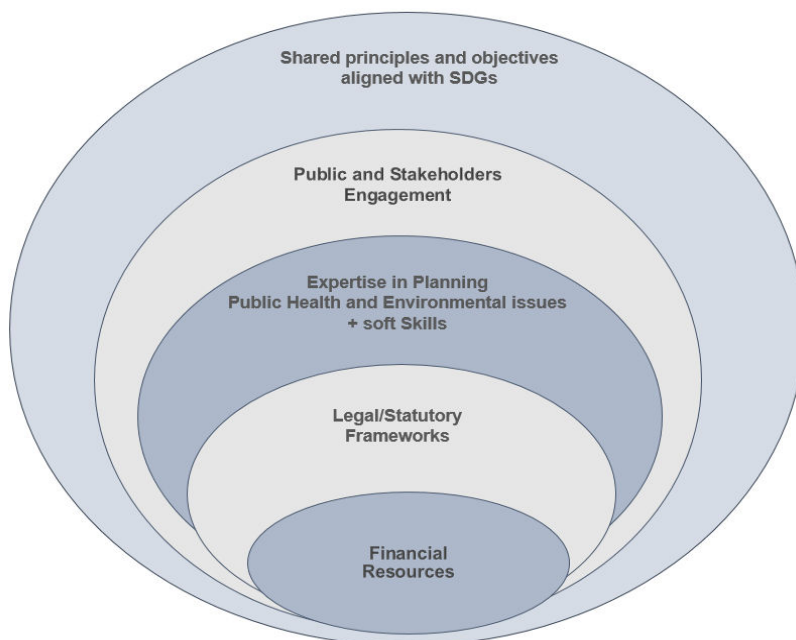 Shared principles and objectives
aligned with SDGs
Public and Stakeholders
Engagement
Expertise in Planning
Public Health and Environmental issues
+ soft Skills
Legal/Statutory
Frameworks
Financial
Resources